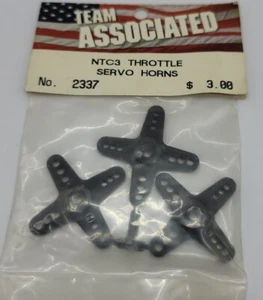 TEAM
ASSOCIATED
NTC3 THROTTLE
SERVO HORNS
No. 2337 $ 3.00